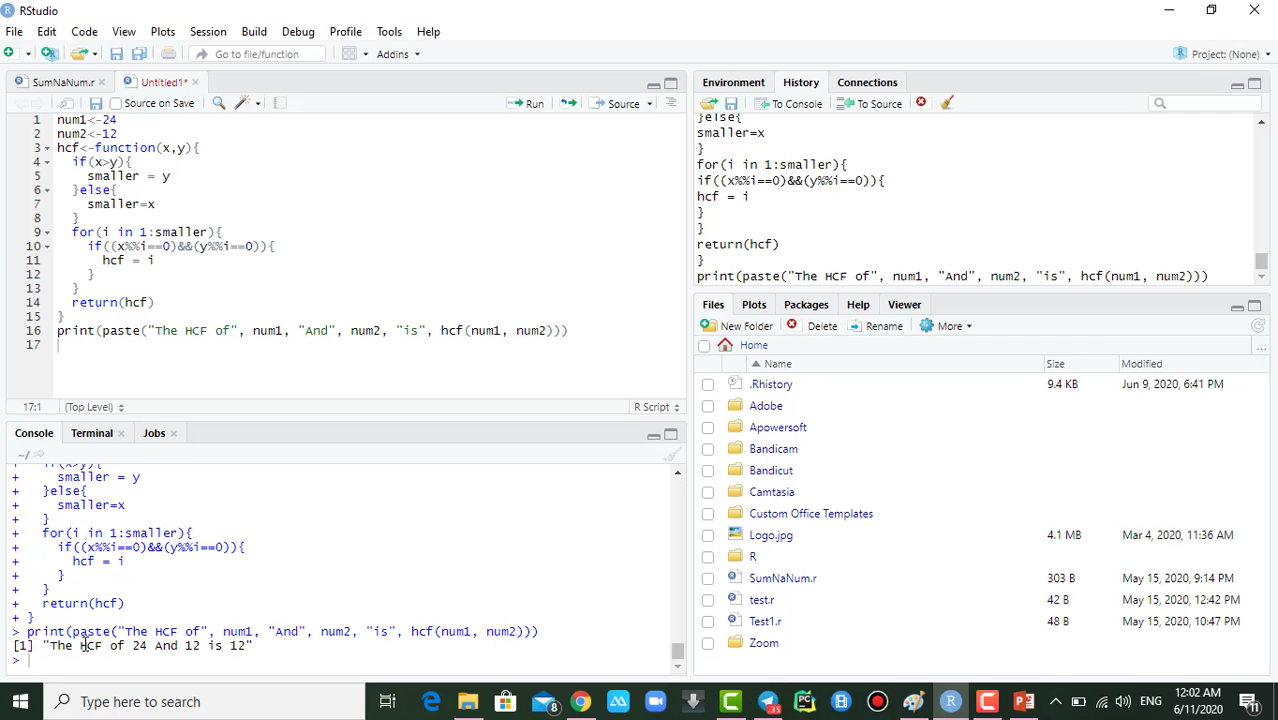 RStudio
File Edit Code View Plots Session Build Debug Profile Tools Help
Go to file/function Addins Project: (None)
SumNaNum.r Untitled1*
Source on Save Run Source
1 num1<-24
2 num2<-12
3 hcf<-function(x,y){
4 if(x>y){
5 smaller = y
6 }else{
7 smaller=x
8 }
9 for(i in 1:smaller){
10 if((x%%i==0)&&(y%%i==0)){
11 hcf = i
12 }
13 }
14 return(hcf)
15 }
16 print(paste("The HCF of", num1, "And", num2, "is", hcf(num1, num2)))
17
17:1 (Top Level) R Script
Console Terminal Jobs
~/
+ if(x>y){
+ smaller = y
+ }else{
+ smaller=x
+ }
+ for(i in 1:smaller){
+ if((x%%i==0)&&(y%%i==0)){
+ hcf = i
+ }
+ }
+ return(hcf)
+ }
> print(paste("The HCF of", num1, "And", num2, "is", hcf(num1, num2)))
[1] "The HCF of 24 And 12 is 12"
>
Environment History Connections
To Console To Source
}else{
smaller=x
}
for(i in 1:smaller){
if((x%%i==0)&&(y%%i==0)){
hcf = i
}
}
return(hcf)
}
print(paste("The HCF of", num1, "And", num2, "is", hcf(num1, num2)))
Files Plots Packages Help Viewer
New Folder Delete Rename More
Home ...
Name Size Modified
.Rhistory 9.4 KB Jun 9, 2020, 6:41 PM
Adobe
Apowersoft
Bandicam
Bandicut
Camtasia
Custom Office Templates
Logo.jpg 4.1 MB Mar 4, 2020, 11:36 AM
R
SumNaNum.r 303 B May 15, 2020, 9:14 PM
test.r 42 B May 15, 2020, 12:42 PM
Test1.r 48 B May 15, 2020, 10:47 PM
Zoom
Type here to search
8
35
PC
R
ENG
12:02 AM
6/11/2020
11